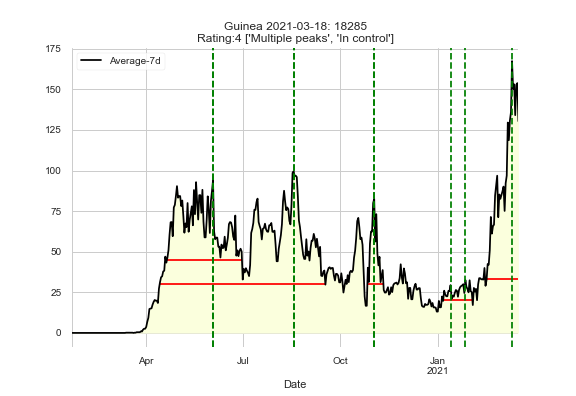 Guinea 2021-03-18: 18285
Rating:4 ['Multiple peaks', 'In control']
Average-7d
175
150
125
100
75
50
25
0
Apr Jul Oct Jan
2021
Date